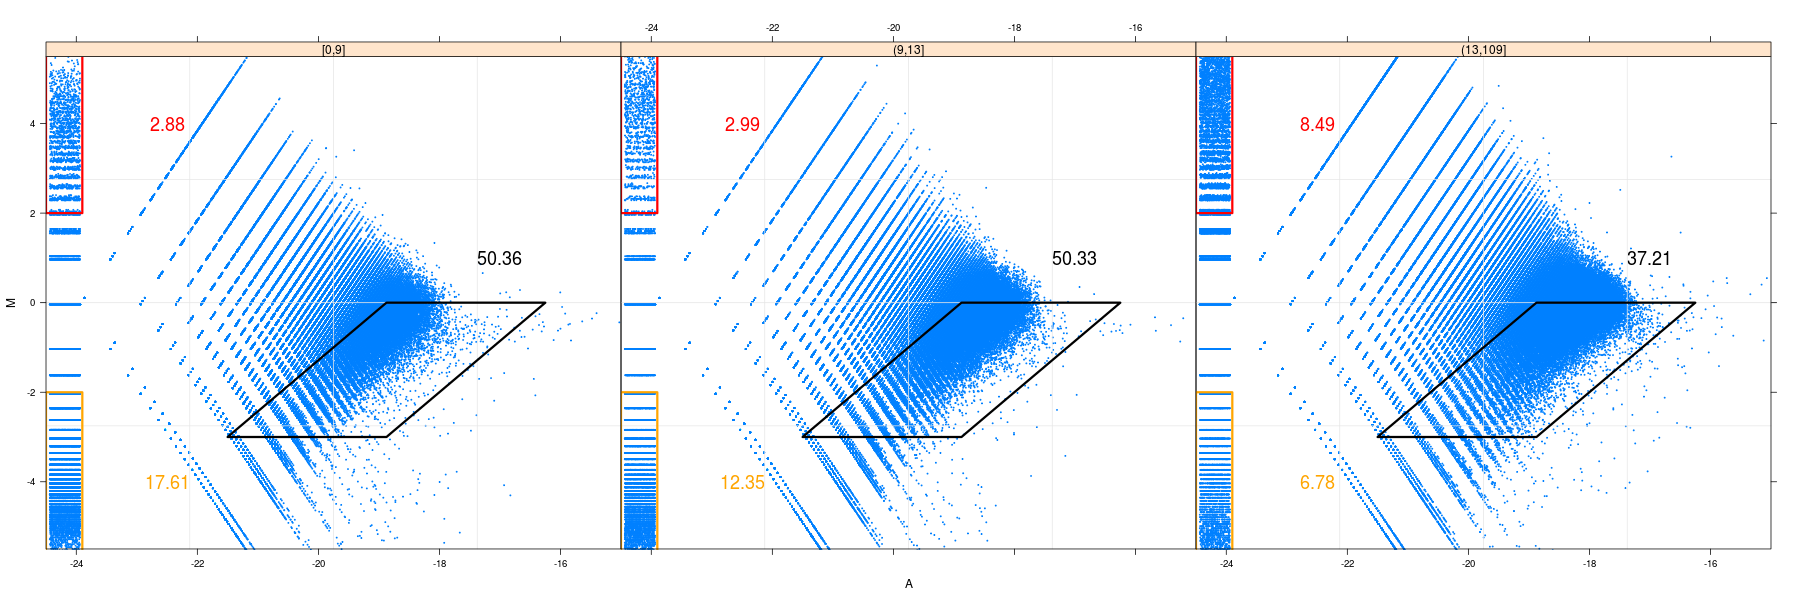 -24 -22 -20 -18 -16
[0,9] (9,13] (13,109]
4 2.88 2.99 8.49
2
50.36 50.33 37.21
M 0
-2
-4 17.61 12.35 6.78
-24 -22 -20 -18 -16 -24 -22 -20 -18 -16
A